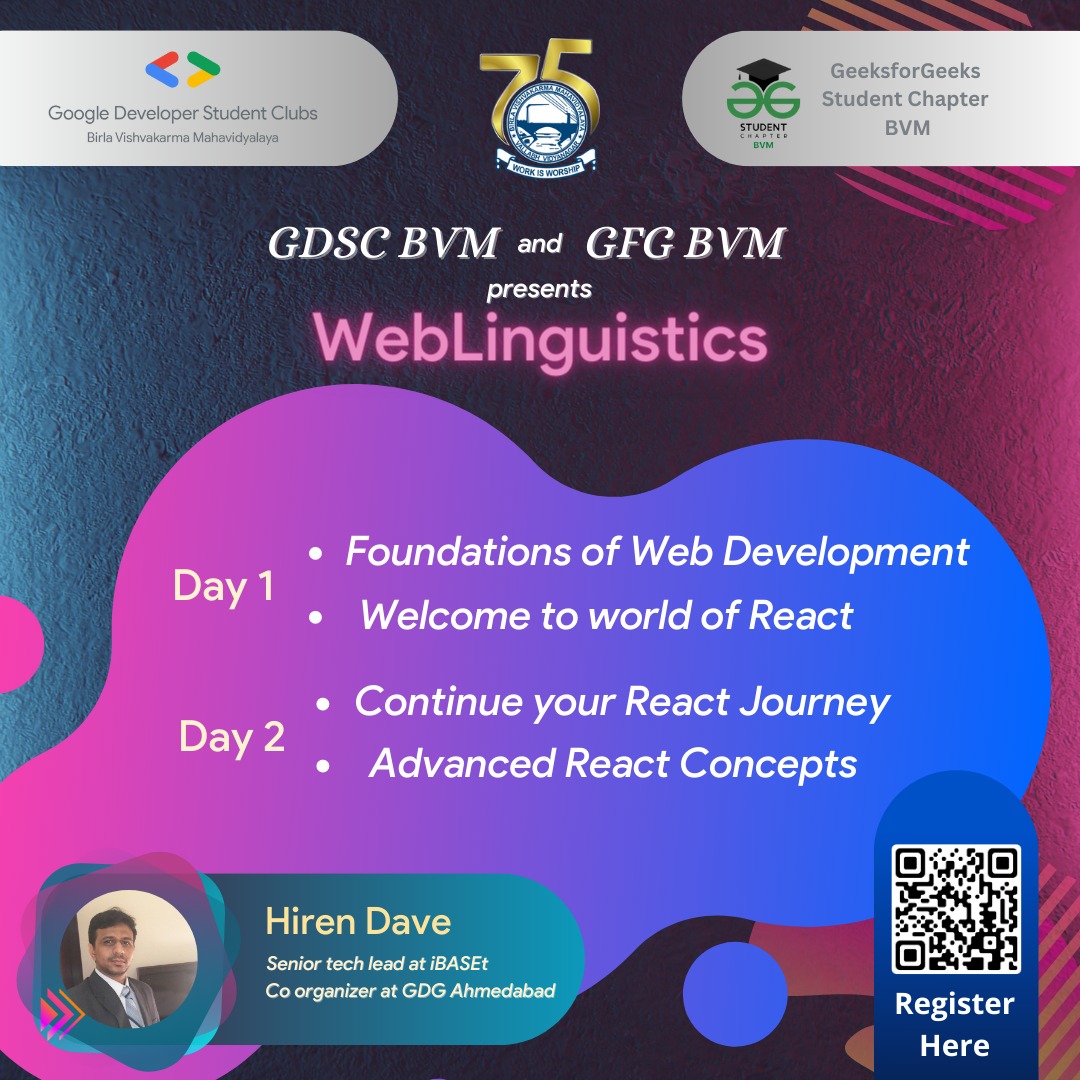 Google Developer Student Clubs
Birla Vishvakarma Mahavidyalaya
75
BIRLA VISHVAKARMA MAHAVIDYALAYA
VALLABH VIDYANAGAR
WORK IS WORSHIP
STUDENT
CHAPTER
BVM
GeeksforGeeks
Student Chapter
BVM
GDSC BVM and GFG BVM
presents
WebLinguistics
Day 1
• Foundations of Web Development
• Welcome to world of React
Day 2
• Continue your React Journey
• Advanced React Concepts
Hiren Dave
Senior tech lead at iBASEt
Co organizer at GDG Ahmedabad
Register
Here